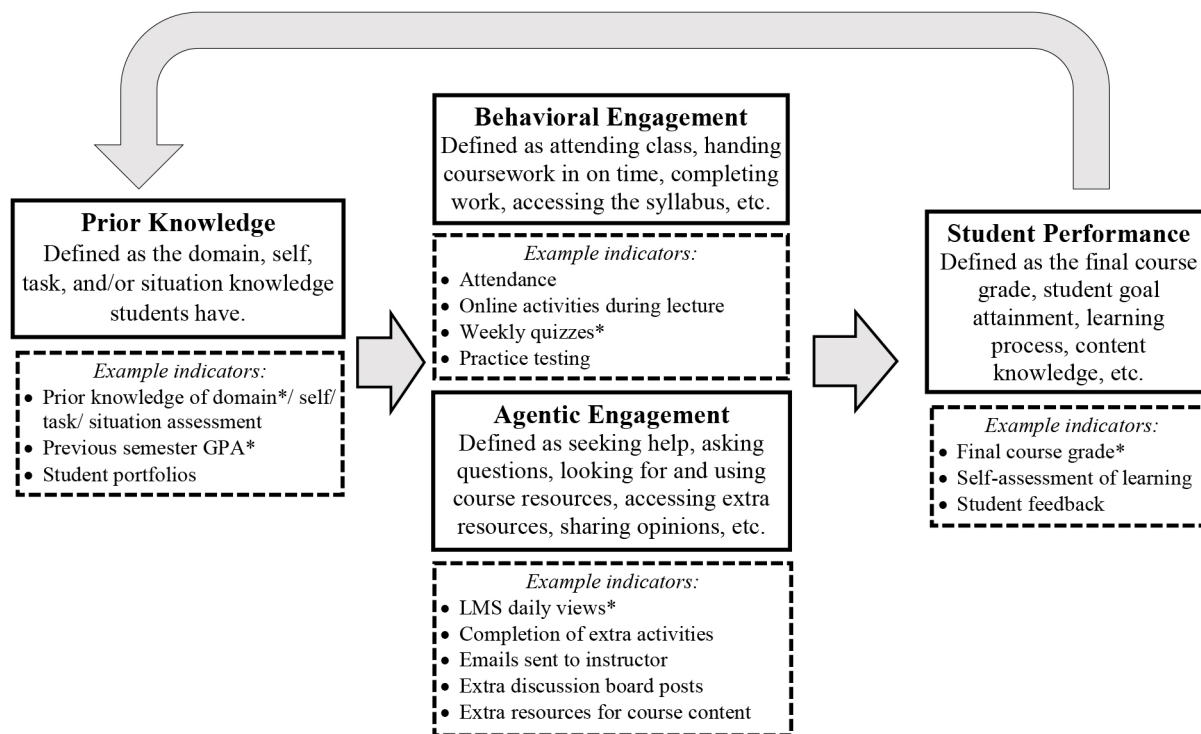 Behavioral Engagement
Defined as attending class, handing
coursework in on time, completing
work, accessing the syllabus, etc.
Prior Knowledge
Defined as the domain, self,
task, and/or situation knowledge
students have.
Example indicators:
• Attendance
• Online activities during lecture
• Weekly quizzes*
• Practice testing
Student Performance
Defined as the final course
grade, student goal
attainment, learning
process, content
knowledge, etc.
Example indicators:
• Prior knowledge of domain*/ self/
task/ situation assessment
• Previous semester GPA*
• Student portfolios
Agentic Engagement
Defined as seeking help, asking
questions, looking for and using
course resources, accessing extra
resources, sharing opinions, etc.
Example indicators:
• Final course grade*
• Self-assessment of learning
• Student feedback
Example indicators:
• LMS daily views*
• Completion of extra activities
• Emails sent to instructor
• Extra discussion board posts
• Extra resources for course content